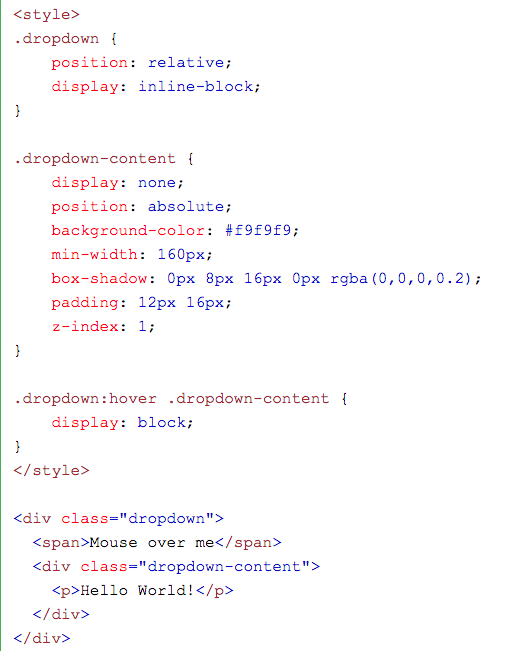 <style>
.dropdown {
    position: relative;
    display: inline-block;
}

.dropdown-content {
    display: none;
    position: absolute;
    background-color: #f9f9f9;
    min-width: 160px;
    box-shadow: 0px 8px 16px 0px rgba(0,0,0,0.2);
    padding: 12px 16px;
    z-index: 1;
}

.dropdown:hover .dropdown-content {
    display: block;
}
</style>

<div class="dropdown">
  <span>Mouse over me</span>
  <div class="dropdown-content">
    <p>Hello World!</p>
  </div>
</div>